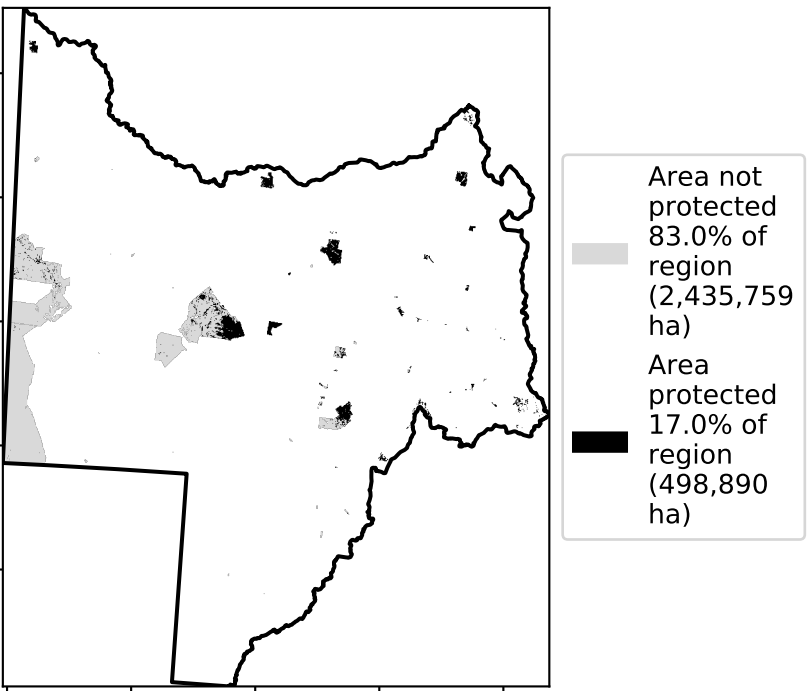 Area not
protected
83.0% of
region
(2,435,759
ha)
Area
protected
17.0% of
region
(498,890
ha)